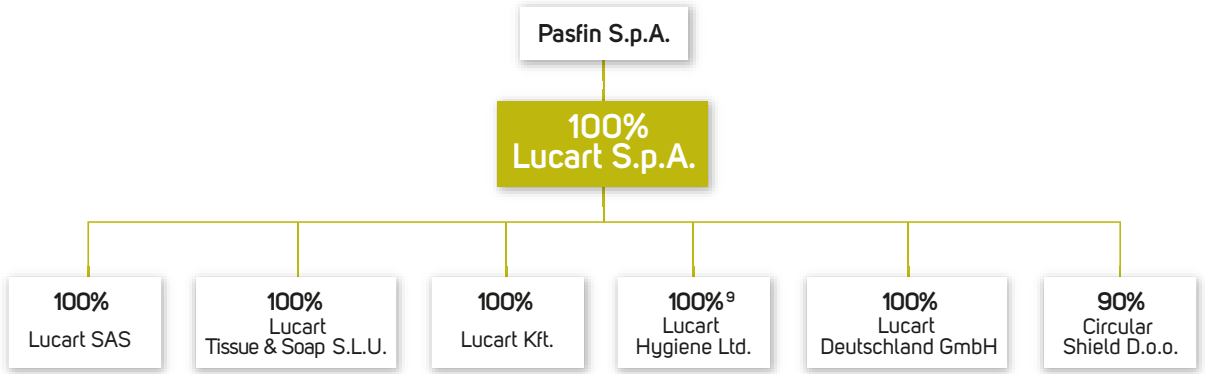 Pasfin S.p.A.
100%
Lucart S.p.A.
100%
Lucart SAS
100%
Lucart
Tissue & Soap S.L.U.
100%
Lucart Kft.
100%⁹
Lucart
Hygiene Ltd.
100%
Lucart
Deutschland GmbH
90%
Circular
Shield D.o.o.